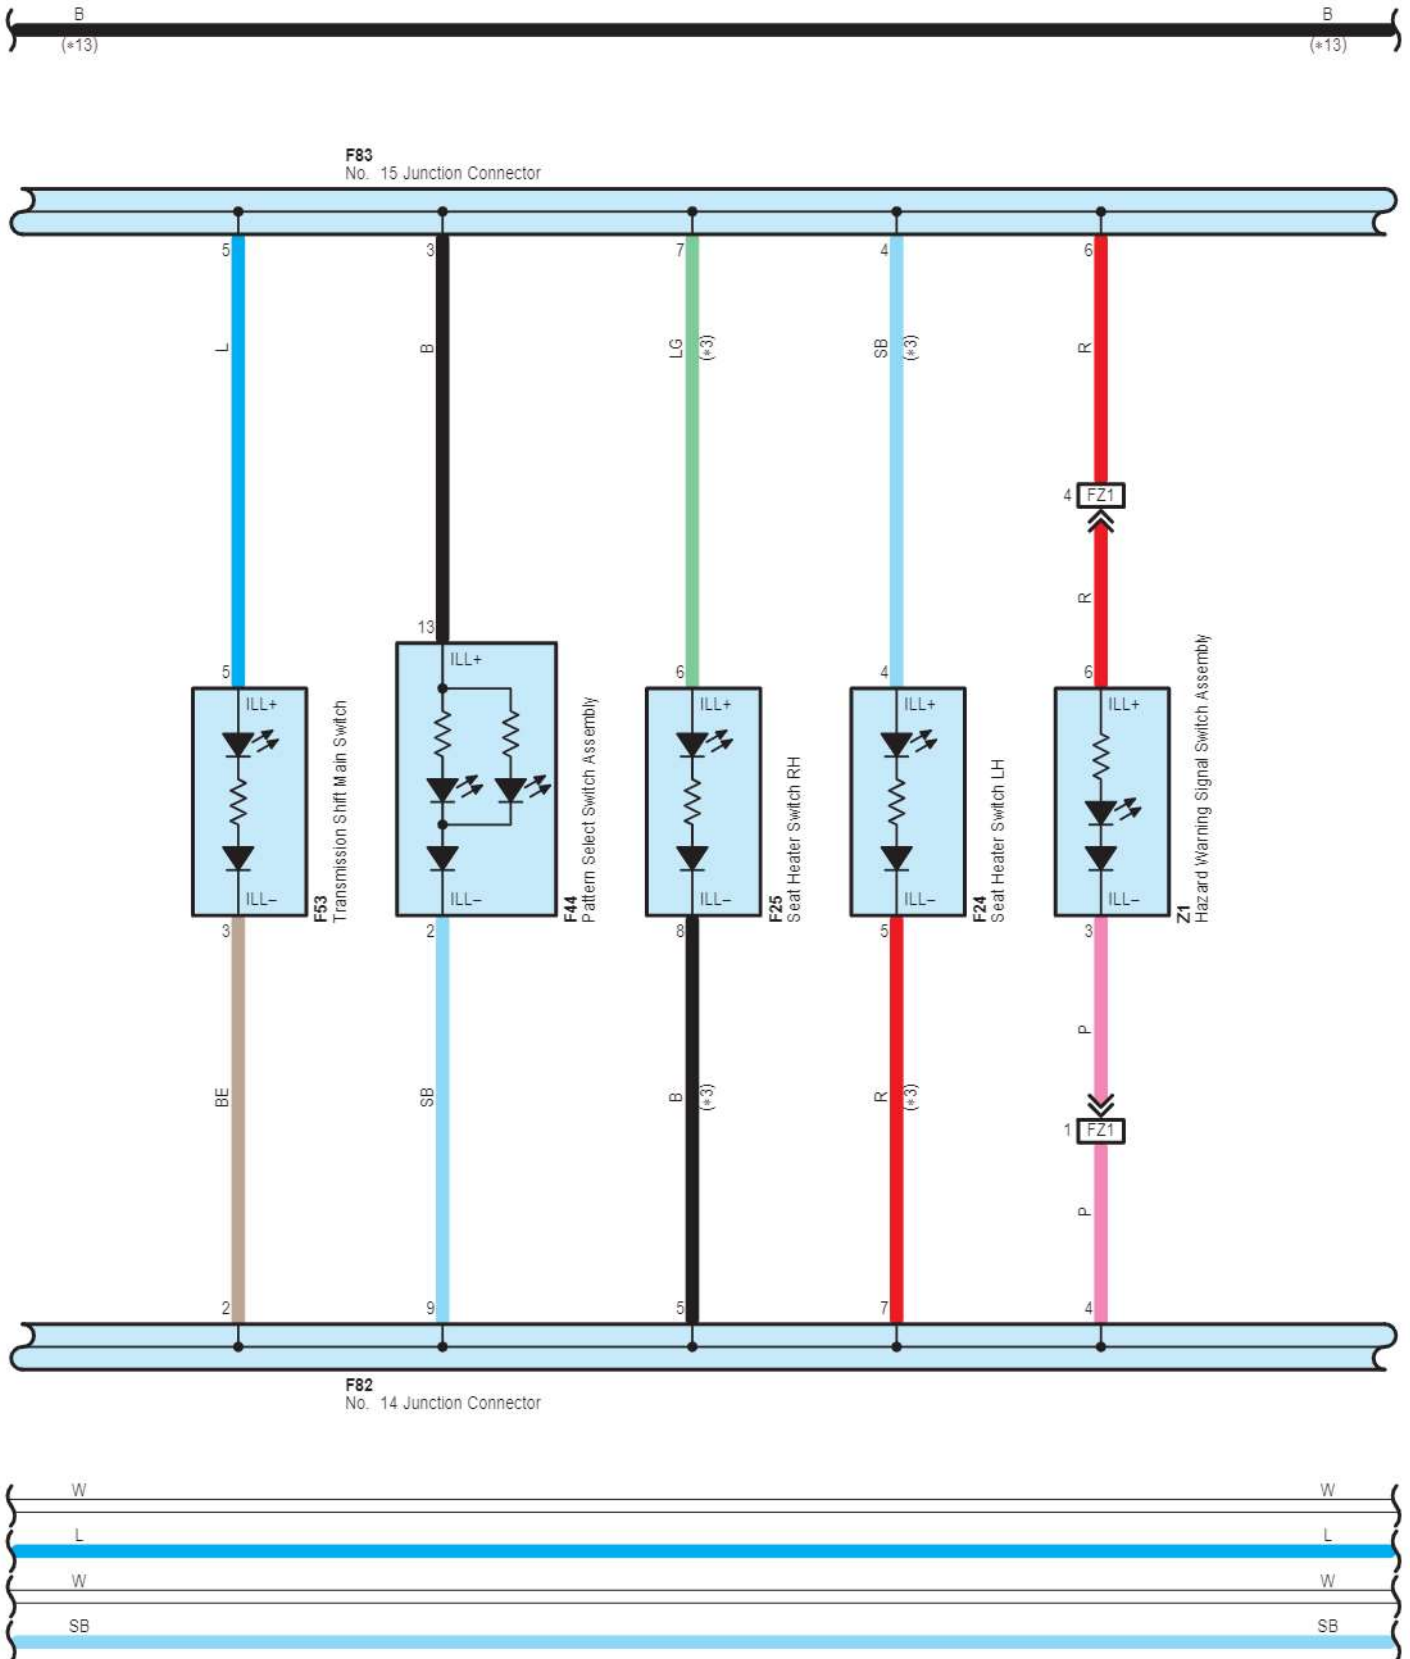 B B
(*13) (*13)
F83
No. 15 Junction Connector
5 3 7 4 6
L B LG (*3) SB (*3) R
4 FZ1
R
13
ILL+
5 6 4 6
ILL+ ILL+ ILL+ ILL+
F53
Transmission Shift Main Switch
F44
Pattern Select Switch Assembly
F25
Seat Heater Switch RH
F24
Seat Heater Switch LH
Z1
Hazard Warning Signal Switch Assembly
ILL− ILL− ILL− ILL− ILL−
3 2 8 5 3
P
BE SB B (*3) R (*3)
1 FZ1
P
2 9 5 7 4
F82
No. 14 Junction Connector
W W
L L
W W
SB SB